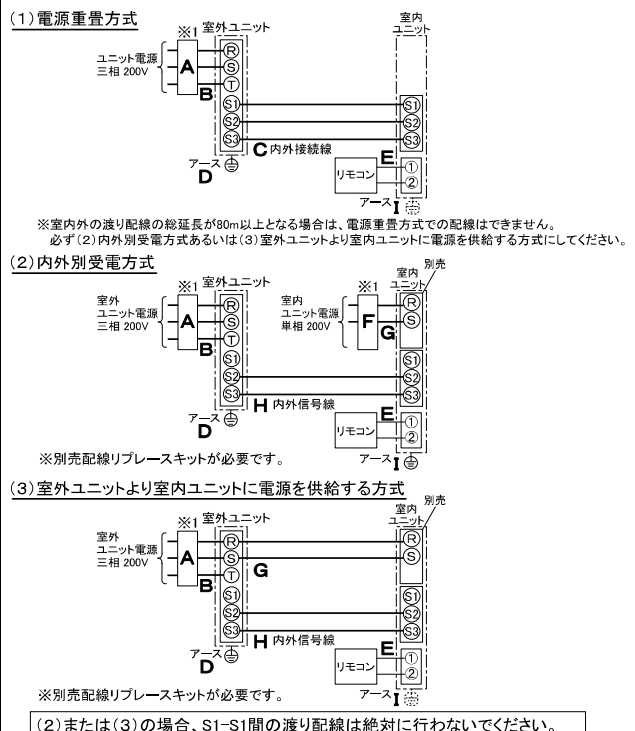 (1)電源重畳方式
※1 室外ユニット
室内
ユニット
ユニット電源
三相 200V
A
B
R
S
T
S1
S2
S3
S1
S2
S3
C 内外接続線
アース
D
E
リモコン
①
②
アース I
※室内外の渡り配線の総延長が80m以上となる場合は、電源重畳方式での配線はできません。
必ず(2)内外別受電方式あるいは(3)室外ユニットより室内ユニットに電源を供給する方式にしてください。
(2)内外別受電方式
※1 室外ユニット
※1
室内
ユニット
別売
室外
ユニット電源
三相 200V
A
B
R
S
T
S1
S2
S3
室内
ユニット電源
単相 200V
F
G
R
S
S1
S2
S3
H 内外信号線
アース
D
E
リモコン
①
②
アース I
※別売配線リプレースキットが必要です。
(3)室外ユニットより室内ユニットに電源を供給する方式
※1 室外ユニット
室内
ユニット
別売
室外
ユニット電源
三相 200V
A
B
R
S
T
S1
S2
S3
G
R
S
S1
S2
S3
H 内外信号線
アース
D
E
リモコン
①
②
アース I
※別売配線リプレースキットが必要です。
(2)または(3)の場合、S1-S1間の渡り配線は絶対に行わないでください。